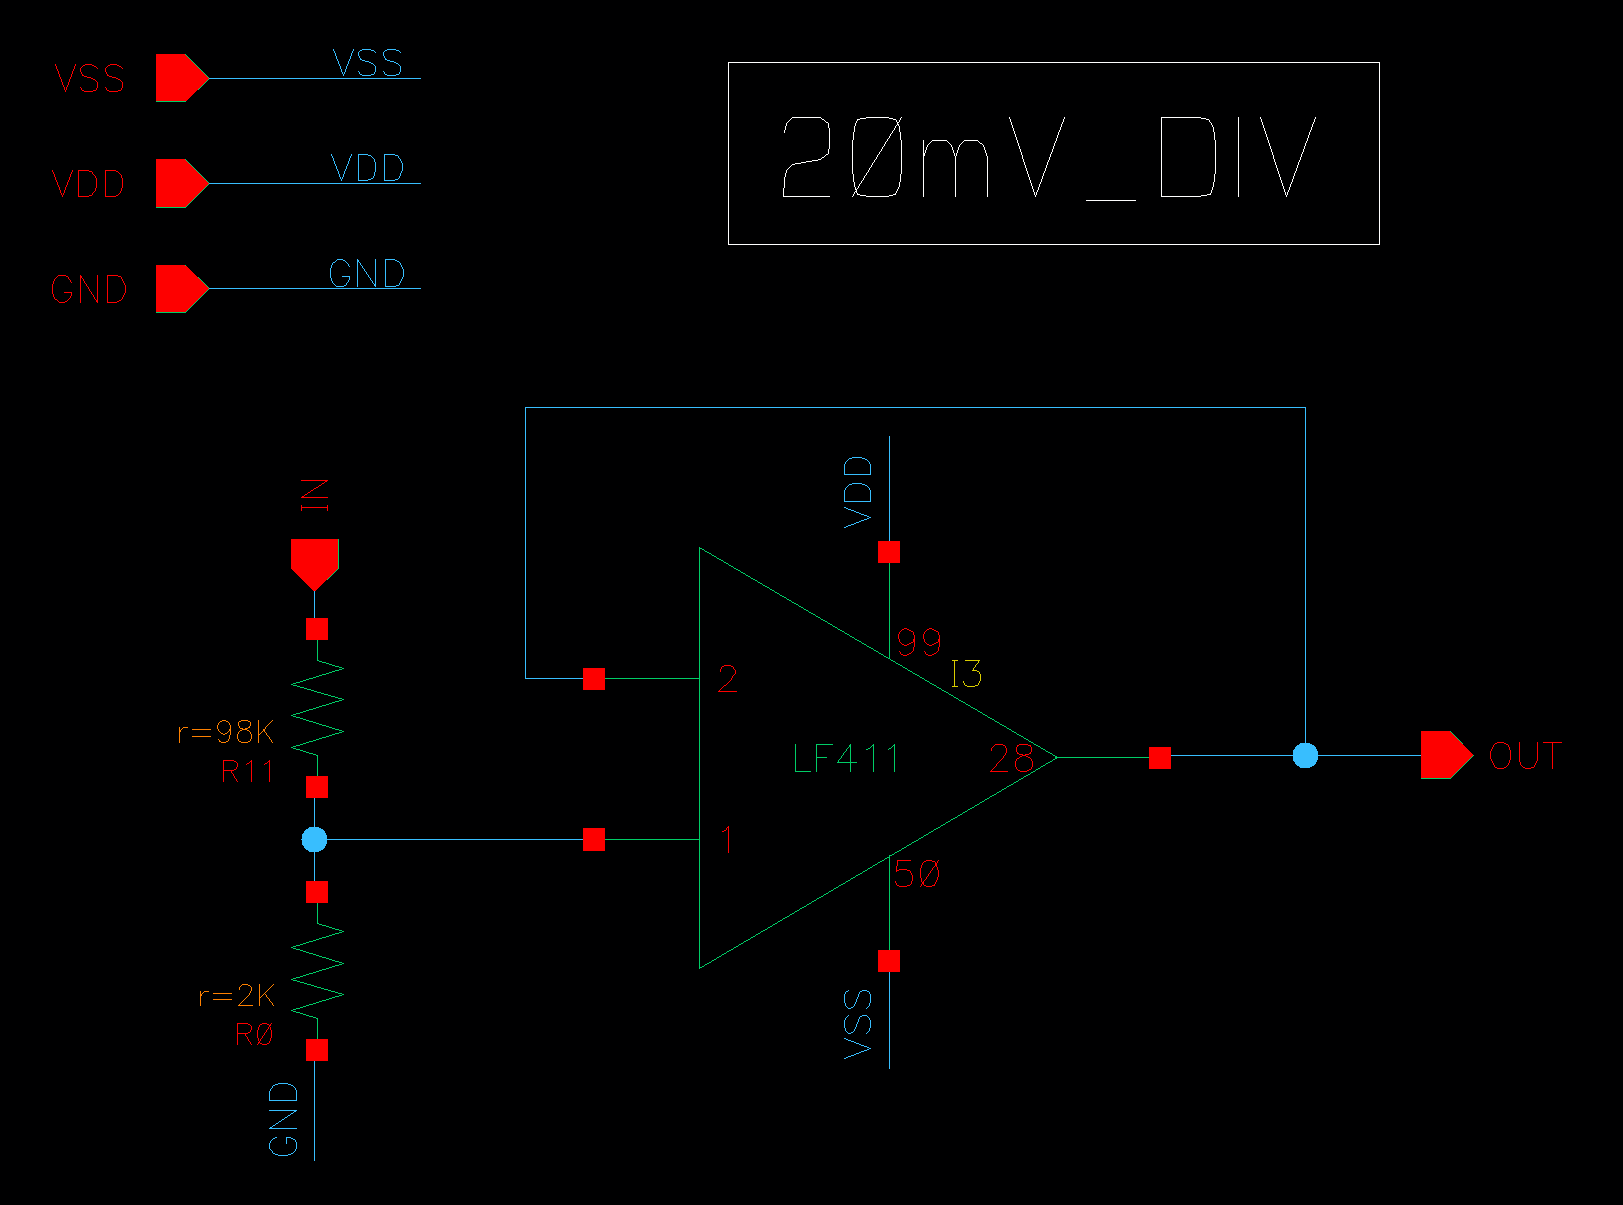 VSS VSS
VDD VDD
GND GND
20mV_DIV
IN
VDD
99
I3
2
r=98K
R11
LF411
28
OUT
1
50
r=2K
R0
VSS
GND